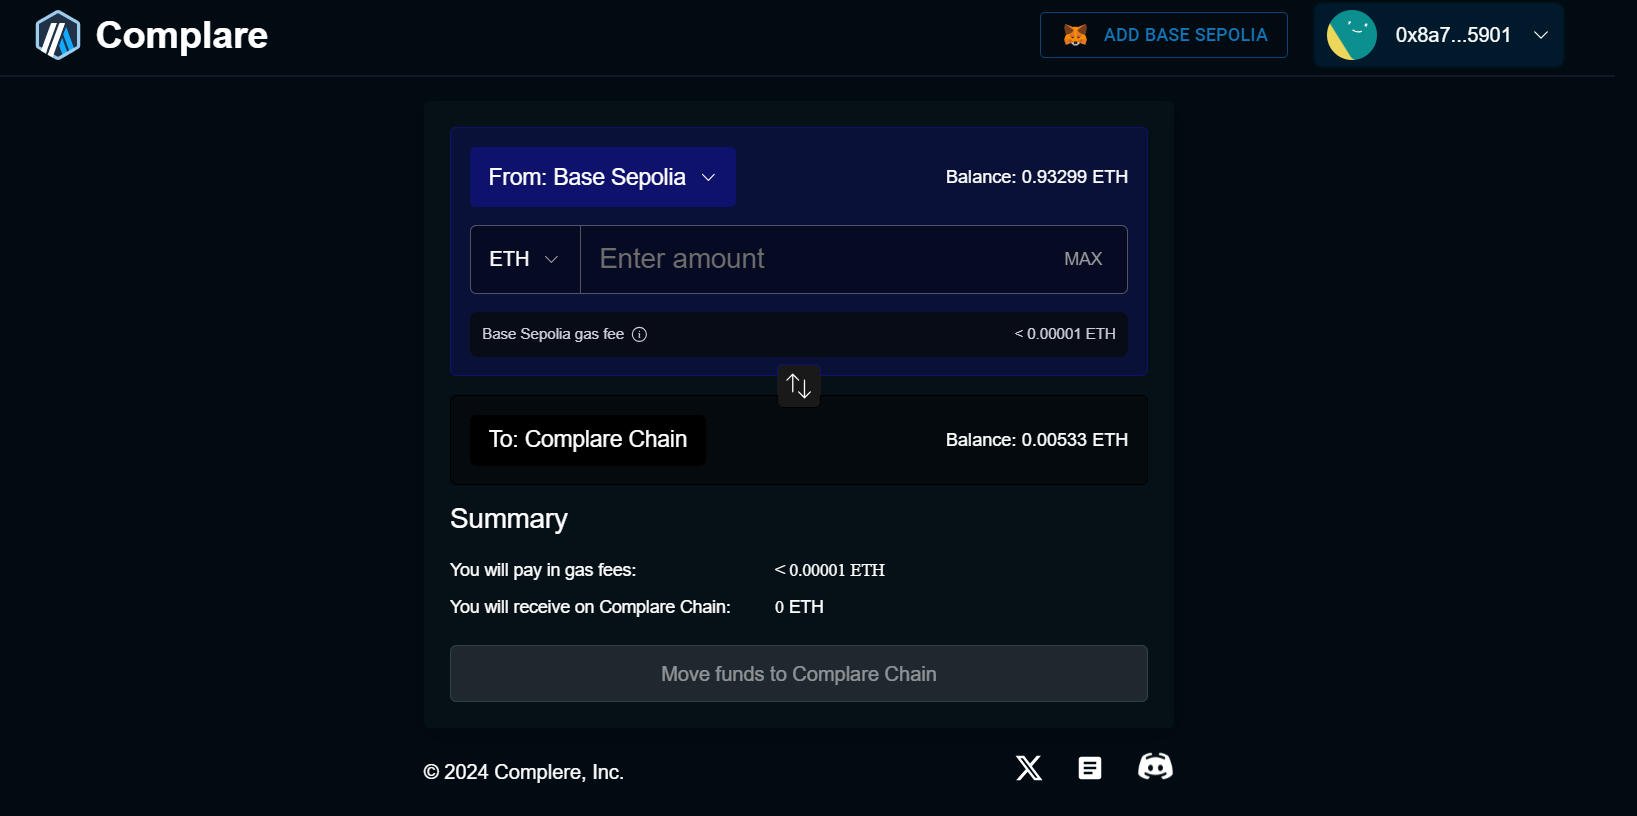 Complare
ADD BASE SEPOLIA
0x8a7...5901
From: Base Sepolia
Balance: 0.93299 ETH
ETH
Enter amount
MAX
Base Sepolia gas fee
< 0.00001 ETH
To: Complare Chain
Balance: 0.00533 ETH
Summary
You will pay in gas fees: < 0.00001 ETH
You will receive on Complare Chain: 0 ETH
Move funds to Complare Chain
© 2024 Complere, Inc.